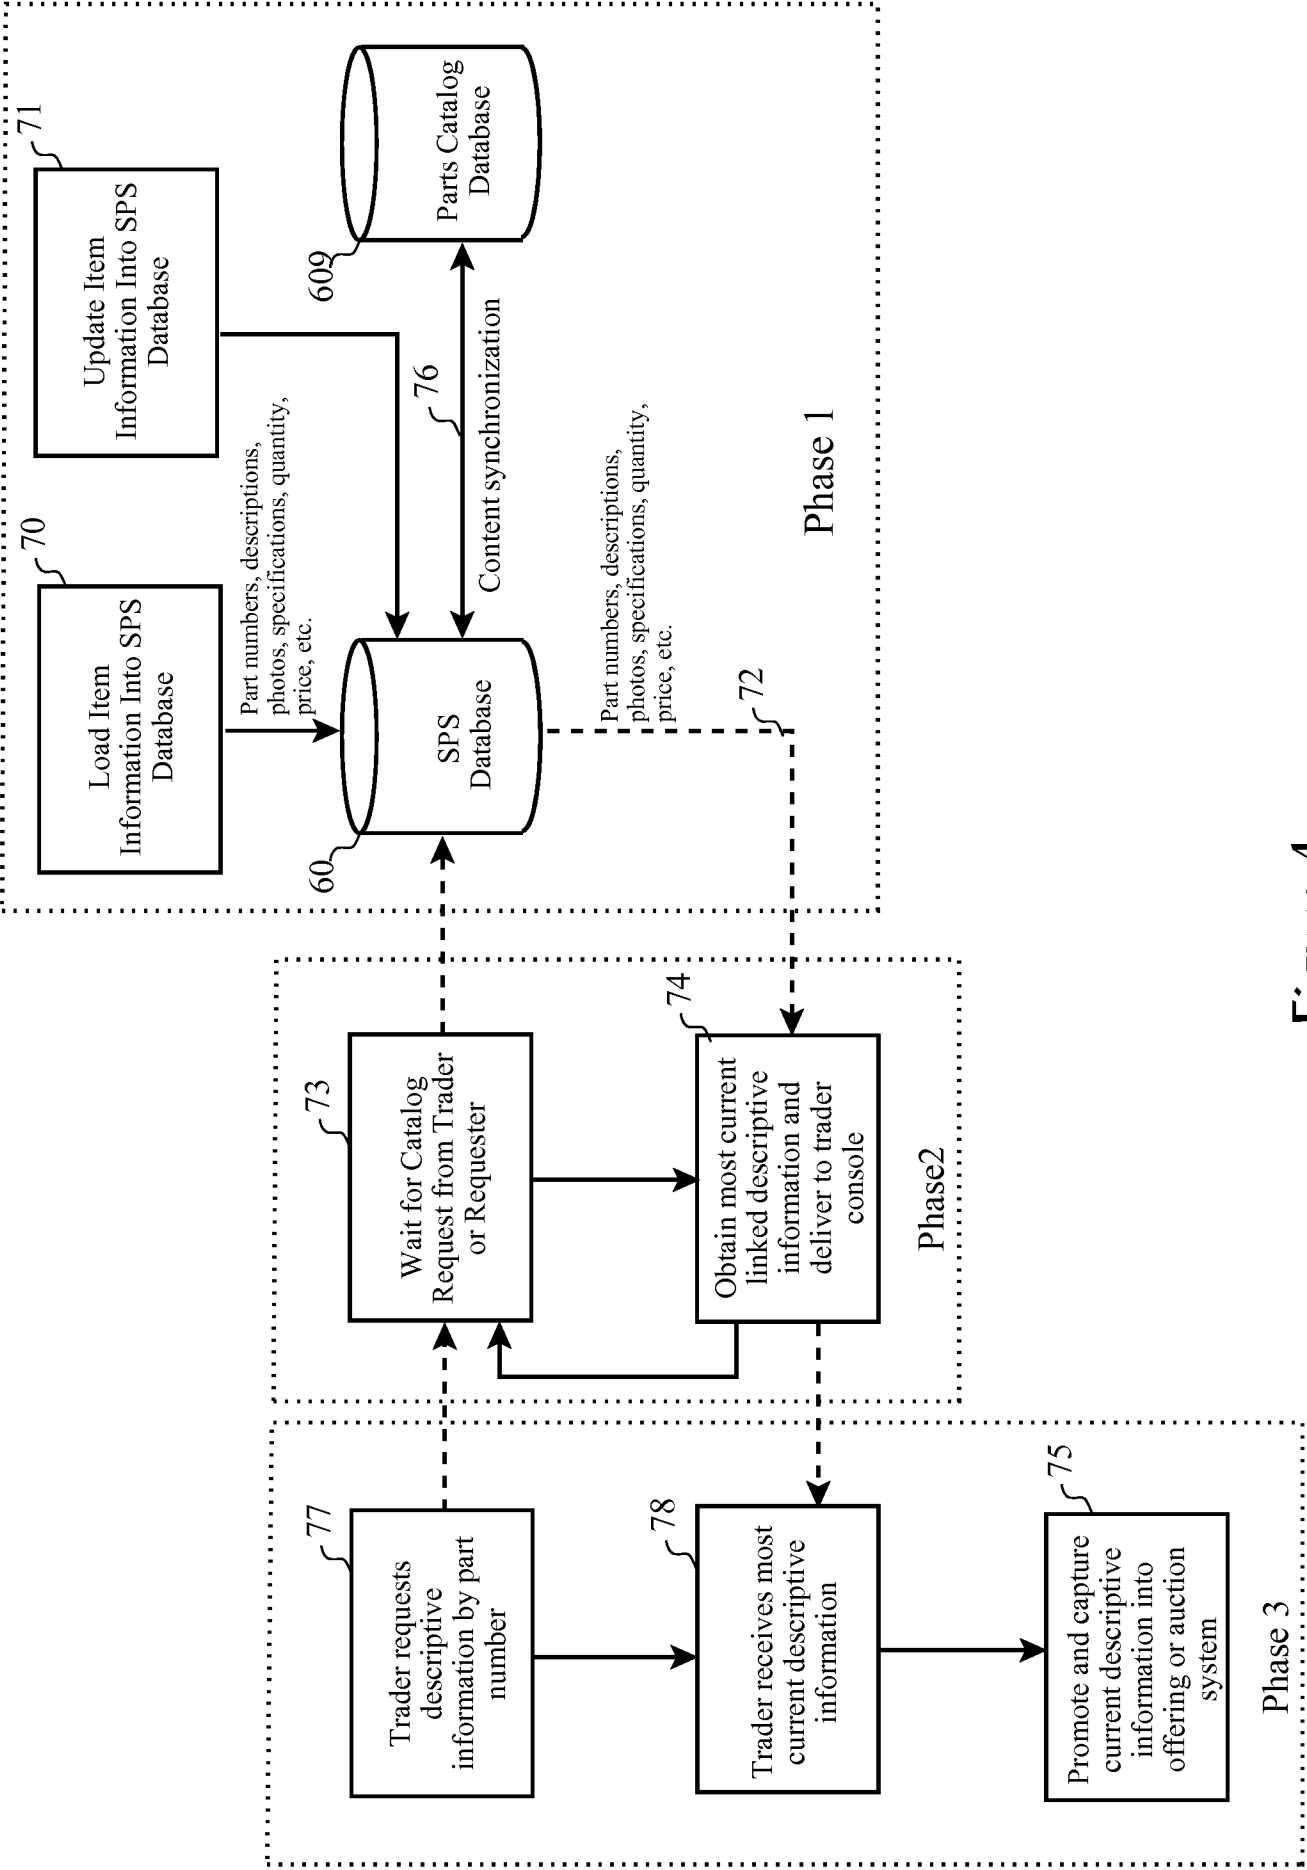 77
Trader requests
descriptive
information by part
number
78
Trader receives most
current descriptive
information
75
Promote and capture
current descriptive
information into
offering or auction
system
Phase 3
73
Wait for Catalog
Request from Trader
or Requester
74
Obtain most current
linked descriptive
information and
deliver to trader
console
Phase2
70
Load Item
Information Into SPS
Database
71
Update Item
Information Into SPS
Database
Part numbers, descriptions,
photos, specifications, quantity,
price, etc.
60
SPS
Database
609
Parts Catalog
Database
76
Content synchronization
Part numbers, descriptions,
photos, specifications, quantity,
price, etc.
72
Phase 1